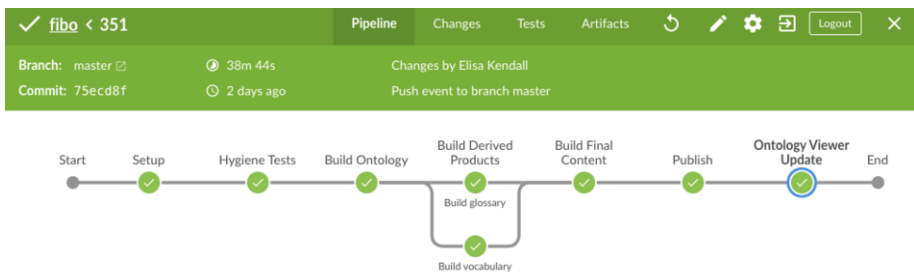 fibo < 351 Pipeline Changes Tests Artifacts Logout
Branch: master 38m 44s Changes by Elisa Kendall
Commit: 75ecd8f 2 days ago Push event to branch master
Start Setup Hygiene Tests Build Ontology Build Derived Products Build Final Content Publish Ontology Viewer Update End
Build glossary
Build vocabulary